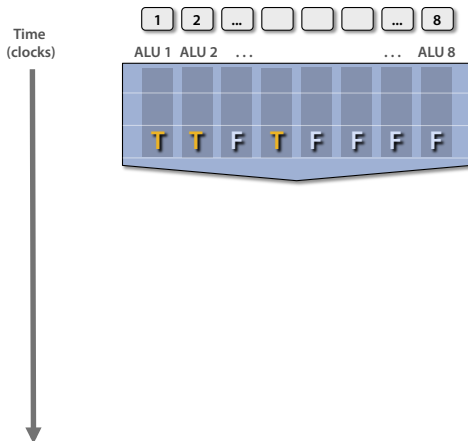 1 2 ... ... 8
Time
(clocks)
ALU 1 ALU 2 . . . . . . ALU 8
T T F T F F F F